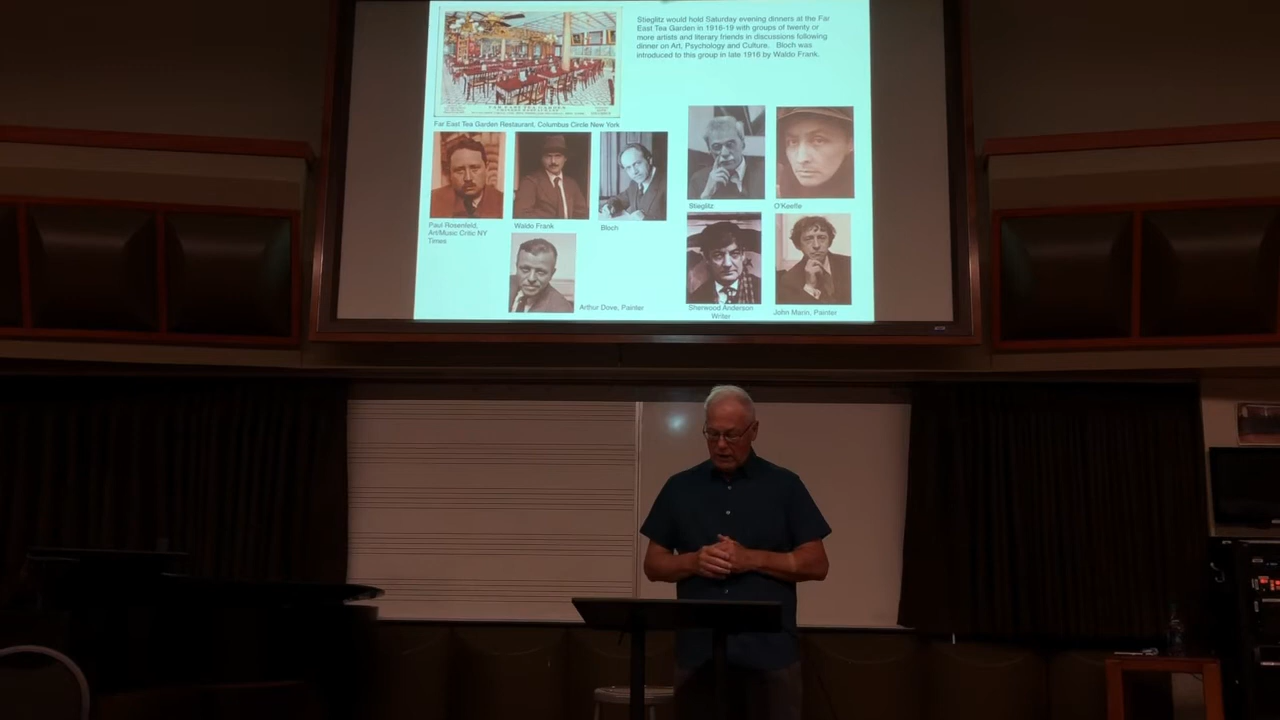 Stieglitz would hold Saturday evening dinners at the Far
East Tea Garden in 1916-19 with groups of twenty or
more artists and literary friends in discussions following
dinner on Art, Psychology and Culture. Bloch was
introduced to this group in late 1916 by Waldo Frank.
FAR EAST TEA GARDEN
Far East Tea Garden Restaurant, Columbus Circle New York
Paul Rosenfeld,
Art/Music Critic NY
Times
Waldo Frank
Bloch
Stieglitz
O'Keeffe
Arthur Dove, Painter
Sherwood Anderson
Writer
John Marin, Painter